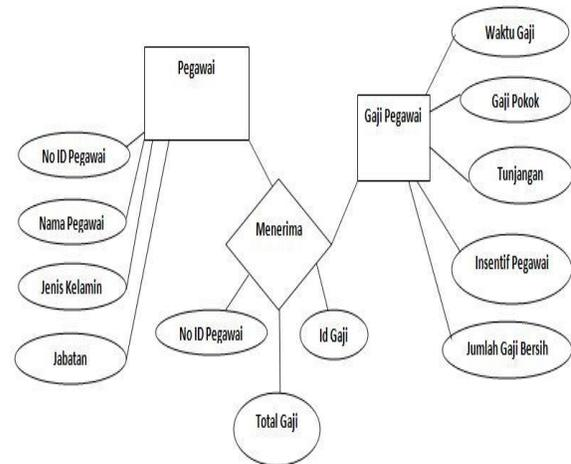 Pegawai
No ID Pegawai
Nama Pegawai
Jenis Kelamin
Jabatan
Menerima
No ID Pegawai
Id Gaji
Total Gaji
Gaji Pegawai
Waktu Gaji
Gaji Pokok
Tunjangan
Insentif Pegawai
Jumlah Gaji Bersih